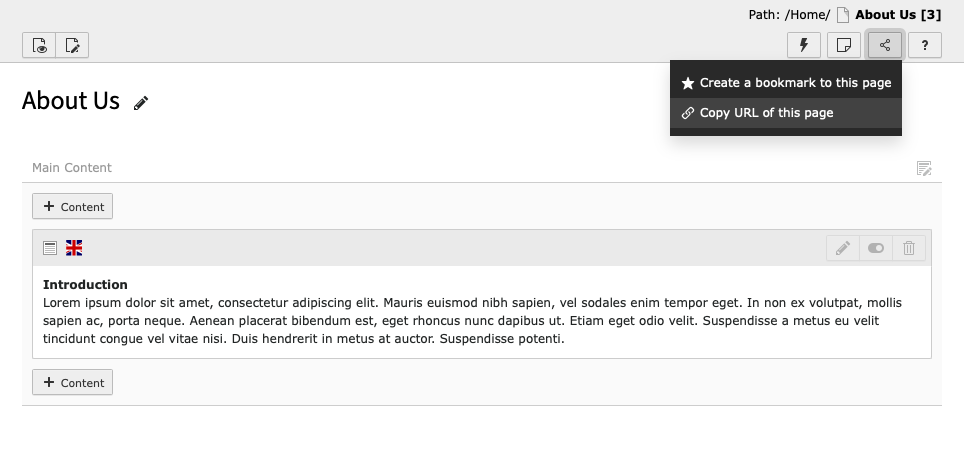 Path: /Home/ About Us [3]
?
Create a bookmark to this page
Copy URL of this page
About Us
Main Content
+ Content
Introduction
Lorem ipsum dolor sit amet, consectetur adipiscing elit. Mauris euismod nibh sapien, vel sodales enim tempor eget. In non ex volutpat, mollis
sapien ac, porta neque. Aenean placerat bibendum est, eget rhoncus nunc dapibus ut. Etiam eget odio velit. Suspendisse a metus eu velit
tincidunt congue vel vitae nisi. Duis hendrerit in metus at auctor. Suspendisse potenti.
+ Content